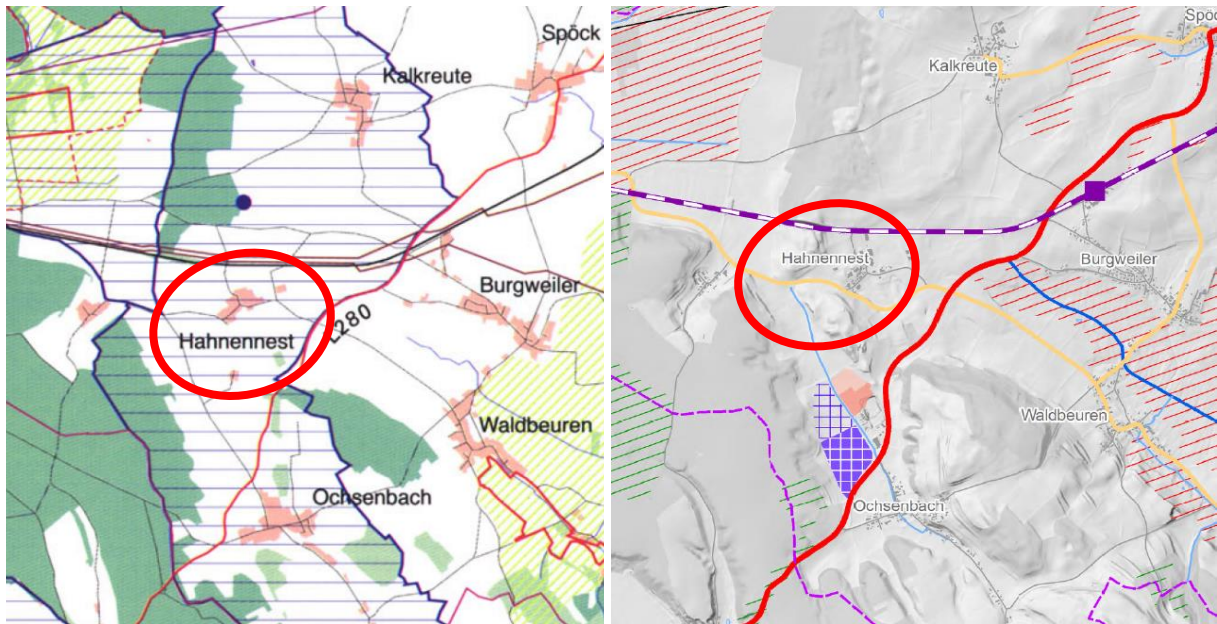 Spöck
Kalkreute
Burgweiler
L280
Hahnennest
Waldbeuren
Ochsenbach
Spöc
Kalkreute
Hahnennest
Burgweiler
Waldbeuren
Ochsenbach